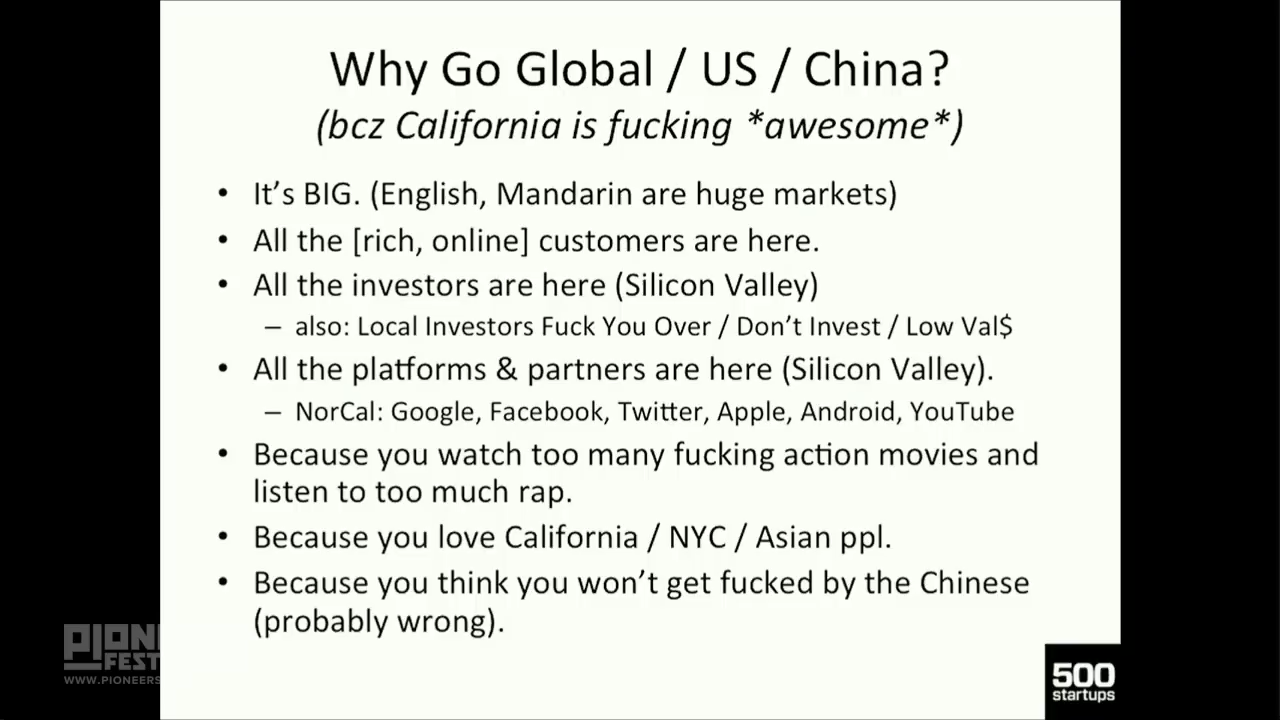 Why Go Global / US / China?
(bcz California is fucking *awesome*)
• It's BIG. (English, Mandarin are huge markets)
• All the [rich, online] customers are here.
• All the investors are here (Silicon Valley)
– also: Local Investors Fuck You Over / Don't Invest / Low Val$
• All the platforms & partners are here (Silicon Valley).
– NorCal: Google, Facebook, Twitter, Apple, Android, YouTube
• Because you watch too many fucking action movies and
listen to too much rap.
• Because you love California / NYC / Asian ppl.
• Because you think you won't get fucked by the Chinese
(probably wrong).
PIONE
FEST
WWW.PIONEERS
500
startups